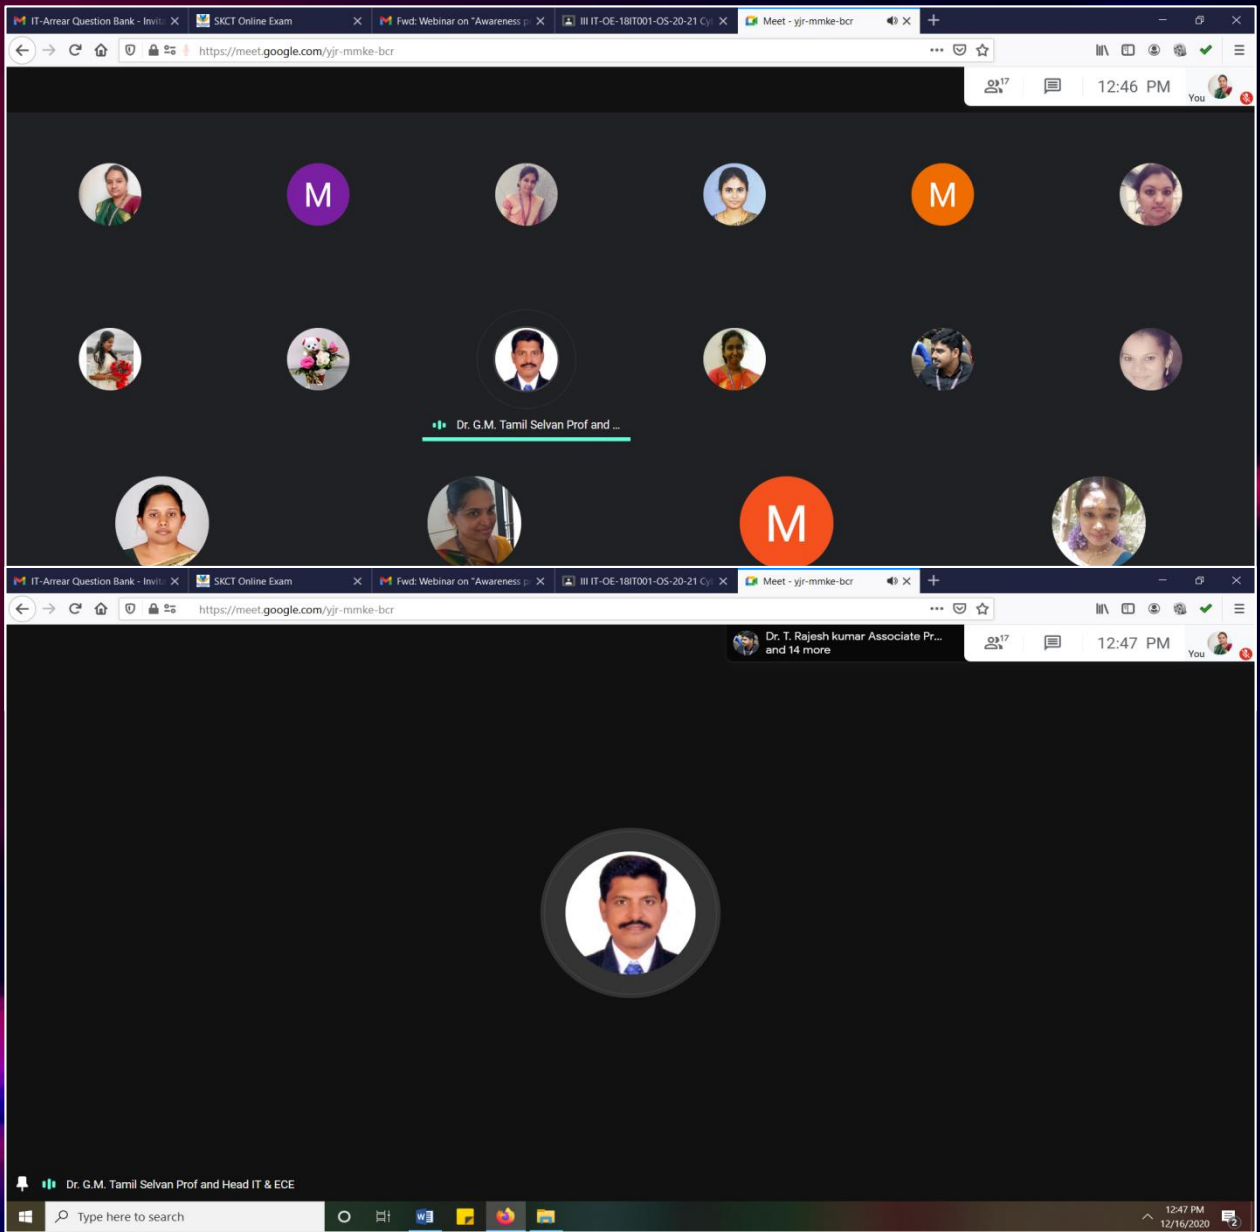 IT-Arrear Question Bank - Invita
SKCT Online Exam
Fwd: Webinar on "Awareness p
III IT-OE-18IT001-OS-20-21 Cy
Meet - yjr-mmke-bcr
https://meet.google.com/yjr-mmke-bcr
17
12:46 PM
You
M
M
Dr. G.M. Tamil Selvan Prof and ...
M
IT-Arrear Question Bank - Invita
SKCT Online Exam
Fwd: Webinar on "Awareness p
III IT-OE-18IT001-OS-20-21 Cy
Meet - yjr-mmke-bcr
https://meet.google.com/yjr-mmke-bcr
Dr. T. Rajesh kumar Associate Pr...
and 14 more
17
12:47 PM
You
Dr. G.M. Tamil Selvan Prof and Head IT & ECE
Type here to search
12:47 PM
12/16/2020
2